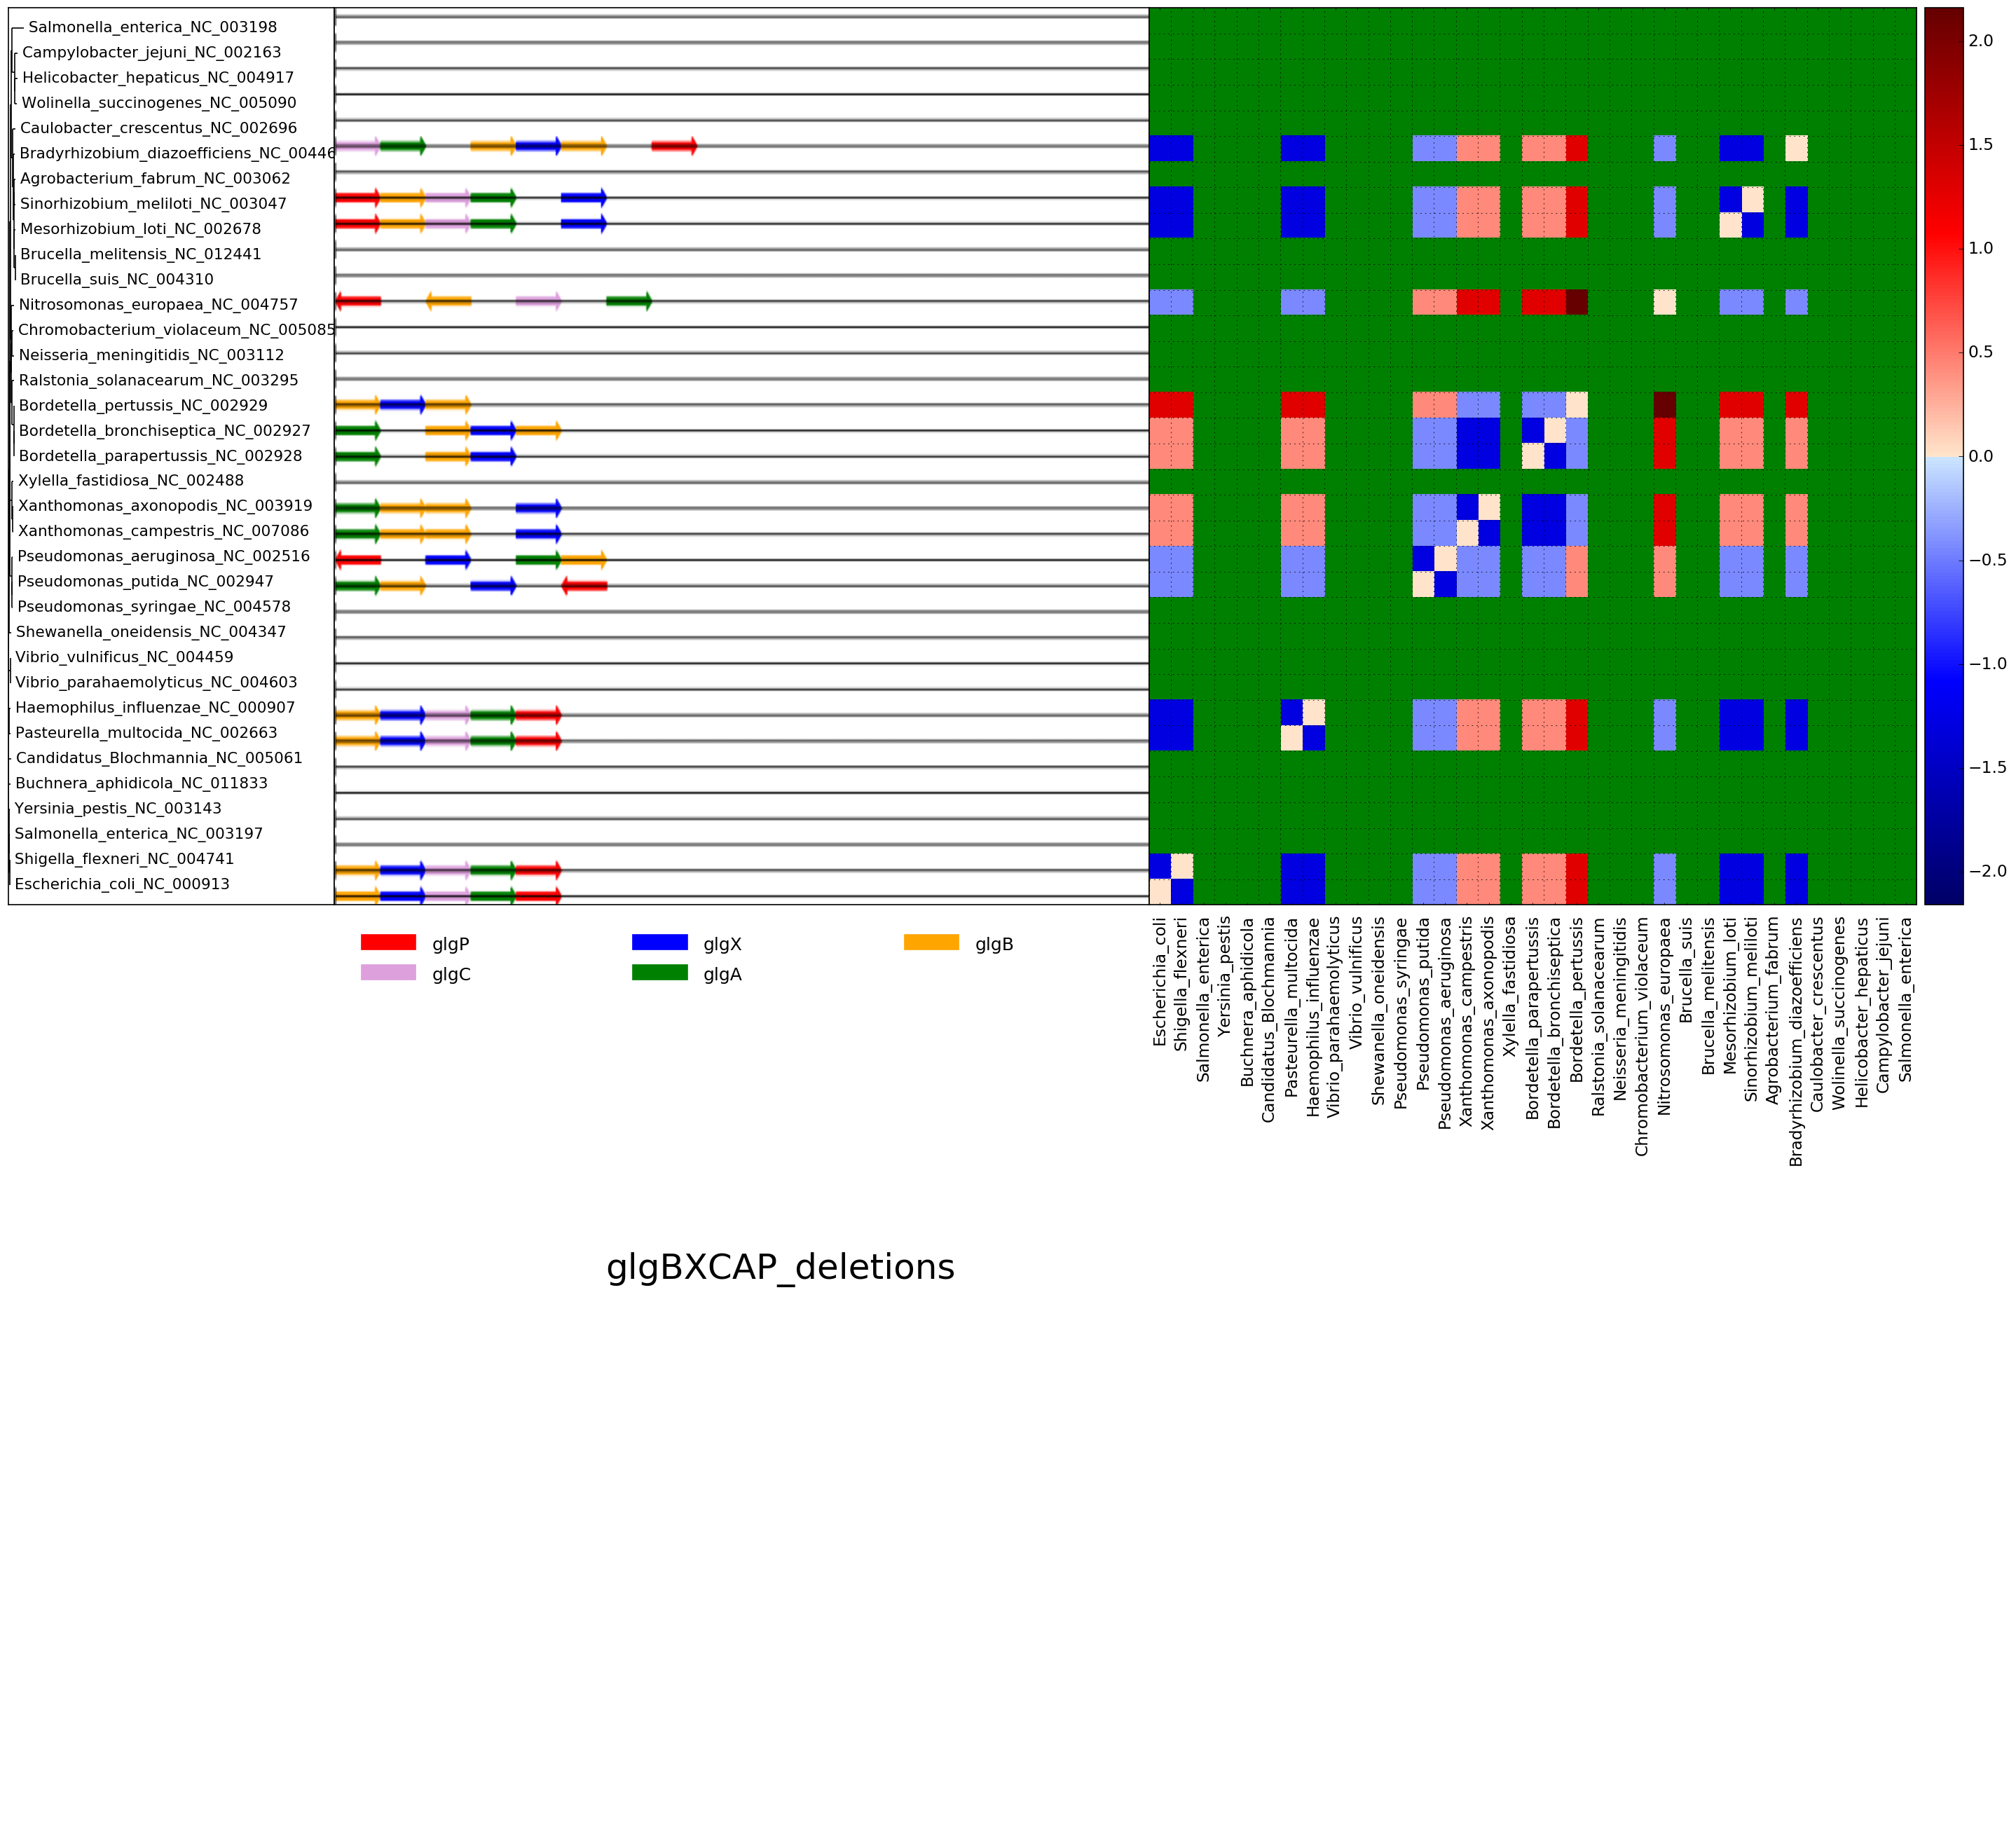 Salmonella_enterica_NC_003198
Campylobacter_jejuni_NC_002163
Helicobacter_hepaticus_NC_004917
Wolinella_succinogenes_NC_005090
Caulobacter_crescentus_NC_002696
Bradyrhizobium_diazoefficiens_NC_00446
Agrobacterium_fabrum_NC_003062
Sinorhizobium_meliloti_NC_003047
Mesorhizobium_loti_NC_002678
Brucella_melitensis_NC_012441
Brucella_suis_NC_004310
Nitrosomonas_europaea_NC_004757
Chromobacterium_violaceum_NC_005085
Neisseria_meningitidis_NC_003112
Ralstonia_solanacearum_NC_003295
Bordetella_pertussis_NC_002929
Bordetella_bronchiseptica_NC_002927
Bordetella_parapertussis_NC_002928
Xylella_fastidiosa_NC_002488
Xanthomonas_axonopodis_NC_003919
Xanthomonas_campestris_NC_007086
Pseudomonas_aeruginosa_NC_002516
Pseudomonas_putida_NC_002947
Pseudomonas_syringae_NC_004578
Shewanella_oneidensis_NC_004347
Vibrio_vulnificus_NC_004459
Vibrio_parahaemolyticus_NC_004603
Haemophilus_influenzae_NC_000907
Pasteurella_multocida_NC_002663
Candidatus_Blochmannia_NC_005061
Buchnera_aphidicola_NC_011833
Yersinia_pestis_NC_003143
Salmonella_enterica_NC_003197
Shigella_flexneri_NC_004741
Escherichia_coli_NC_000913
2.0
1.5
1.0
0.5
0.0
−0.5
−1.0
−1.5
−2.0
Escherichia_coli
Shigella_flexneri
Salmonella_enterica
Yersinia_pestis
Buchnera_aphidicola
Candidatus_Blochmannia
Pasteurella_multocida
Haemophilus_influenzae
Vibrio_parahaemolyticus
Vibrio_vulnificus
Shewanella_oneidensis
Pseudomonas_syringae
Pseudomonas_putida
Pseudomonas_aeruginosa
Xanthomonas_campestris
Xanthomonas_axonopodis
Xylella_fastidiosa
Bordetella_parapertussis
Bordetella_bronchiseptica
Bordetella_pertussis
Ralstonia_solanacearum
Neisseria_meningitidis
Chromobacterium_violaceum
Nitrosomonas_europaea
Brucella_suis
Brucella_melitensis
Mesorhizobium_loti
Sinorhizobium_meliloti
Agrobacterium_fabrum
Bradyrhizobium_diazoefficiens
Caulobacter_crescentus
Wolinella_succinogenes
Helicobacter_hepaticus
Campylobacter_jejuni
Salmonella_enterica
glgP glgX glgB
glgC glgA
glgBXCAP_deletions